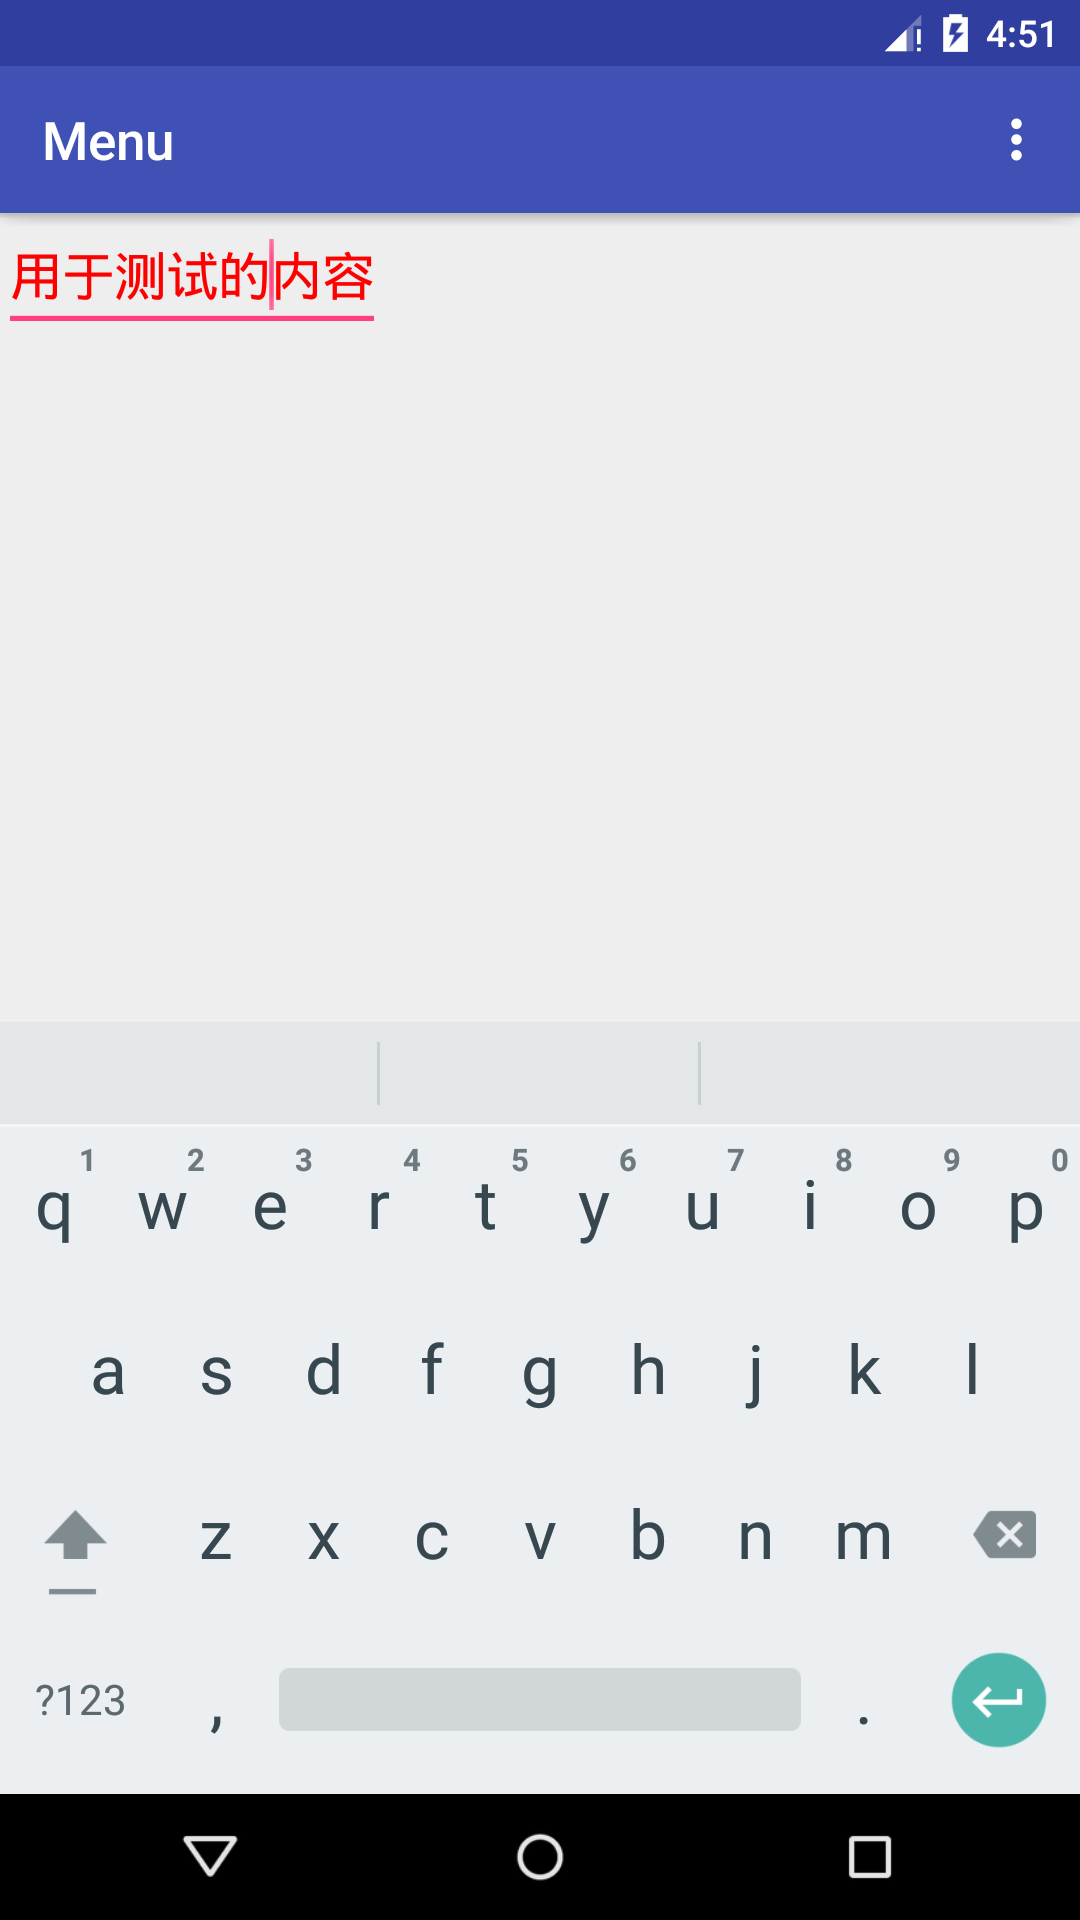 4:51
Menu
用于测试的内容
1 2 3 4 5 6 7 8 9 0
q w e r t y u i o p
a s d f g h j k l
z x c v b n m
?123 , .